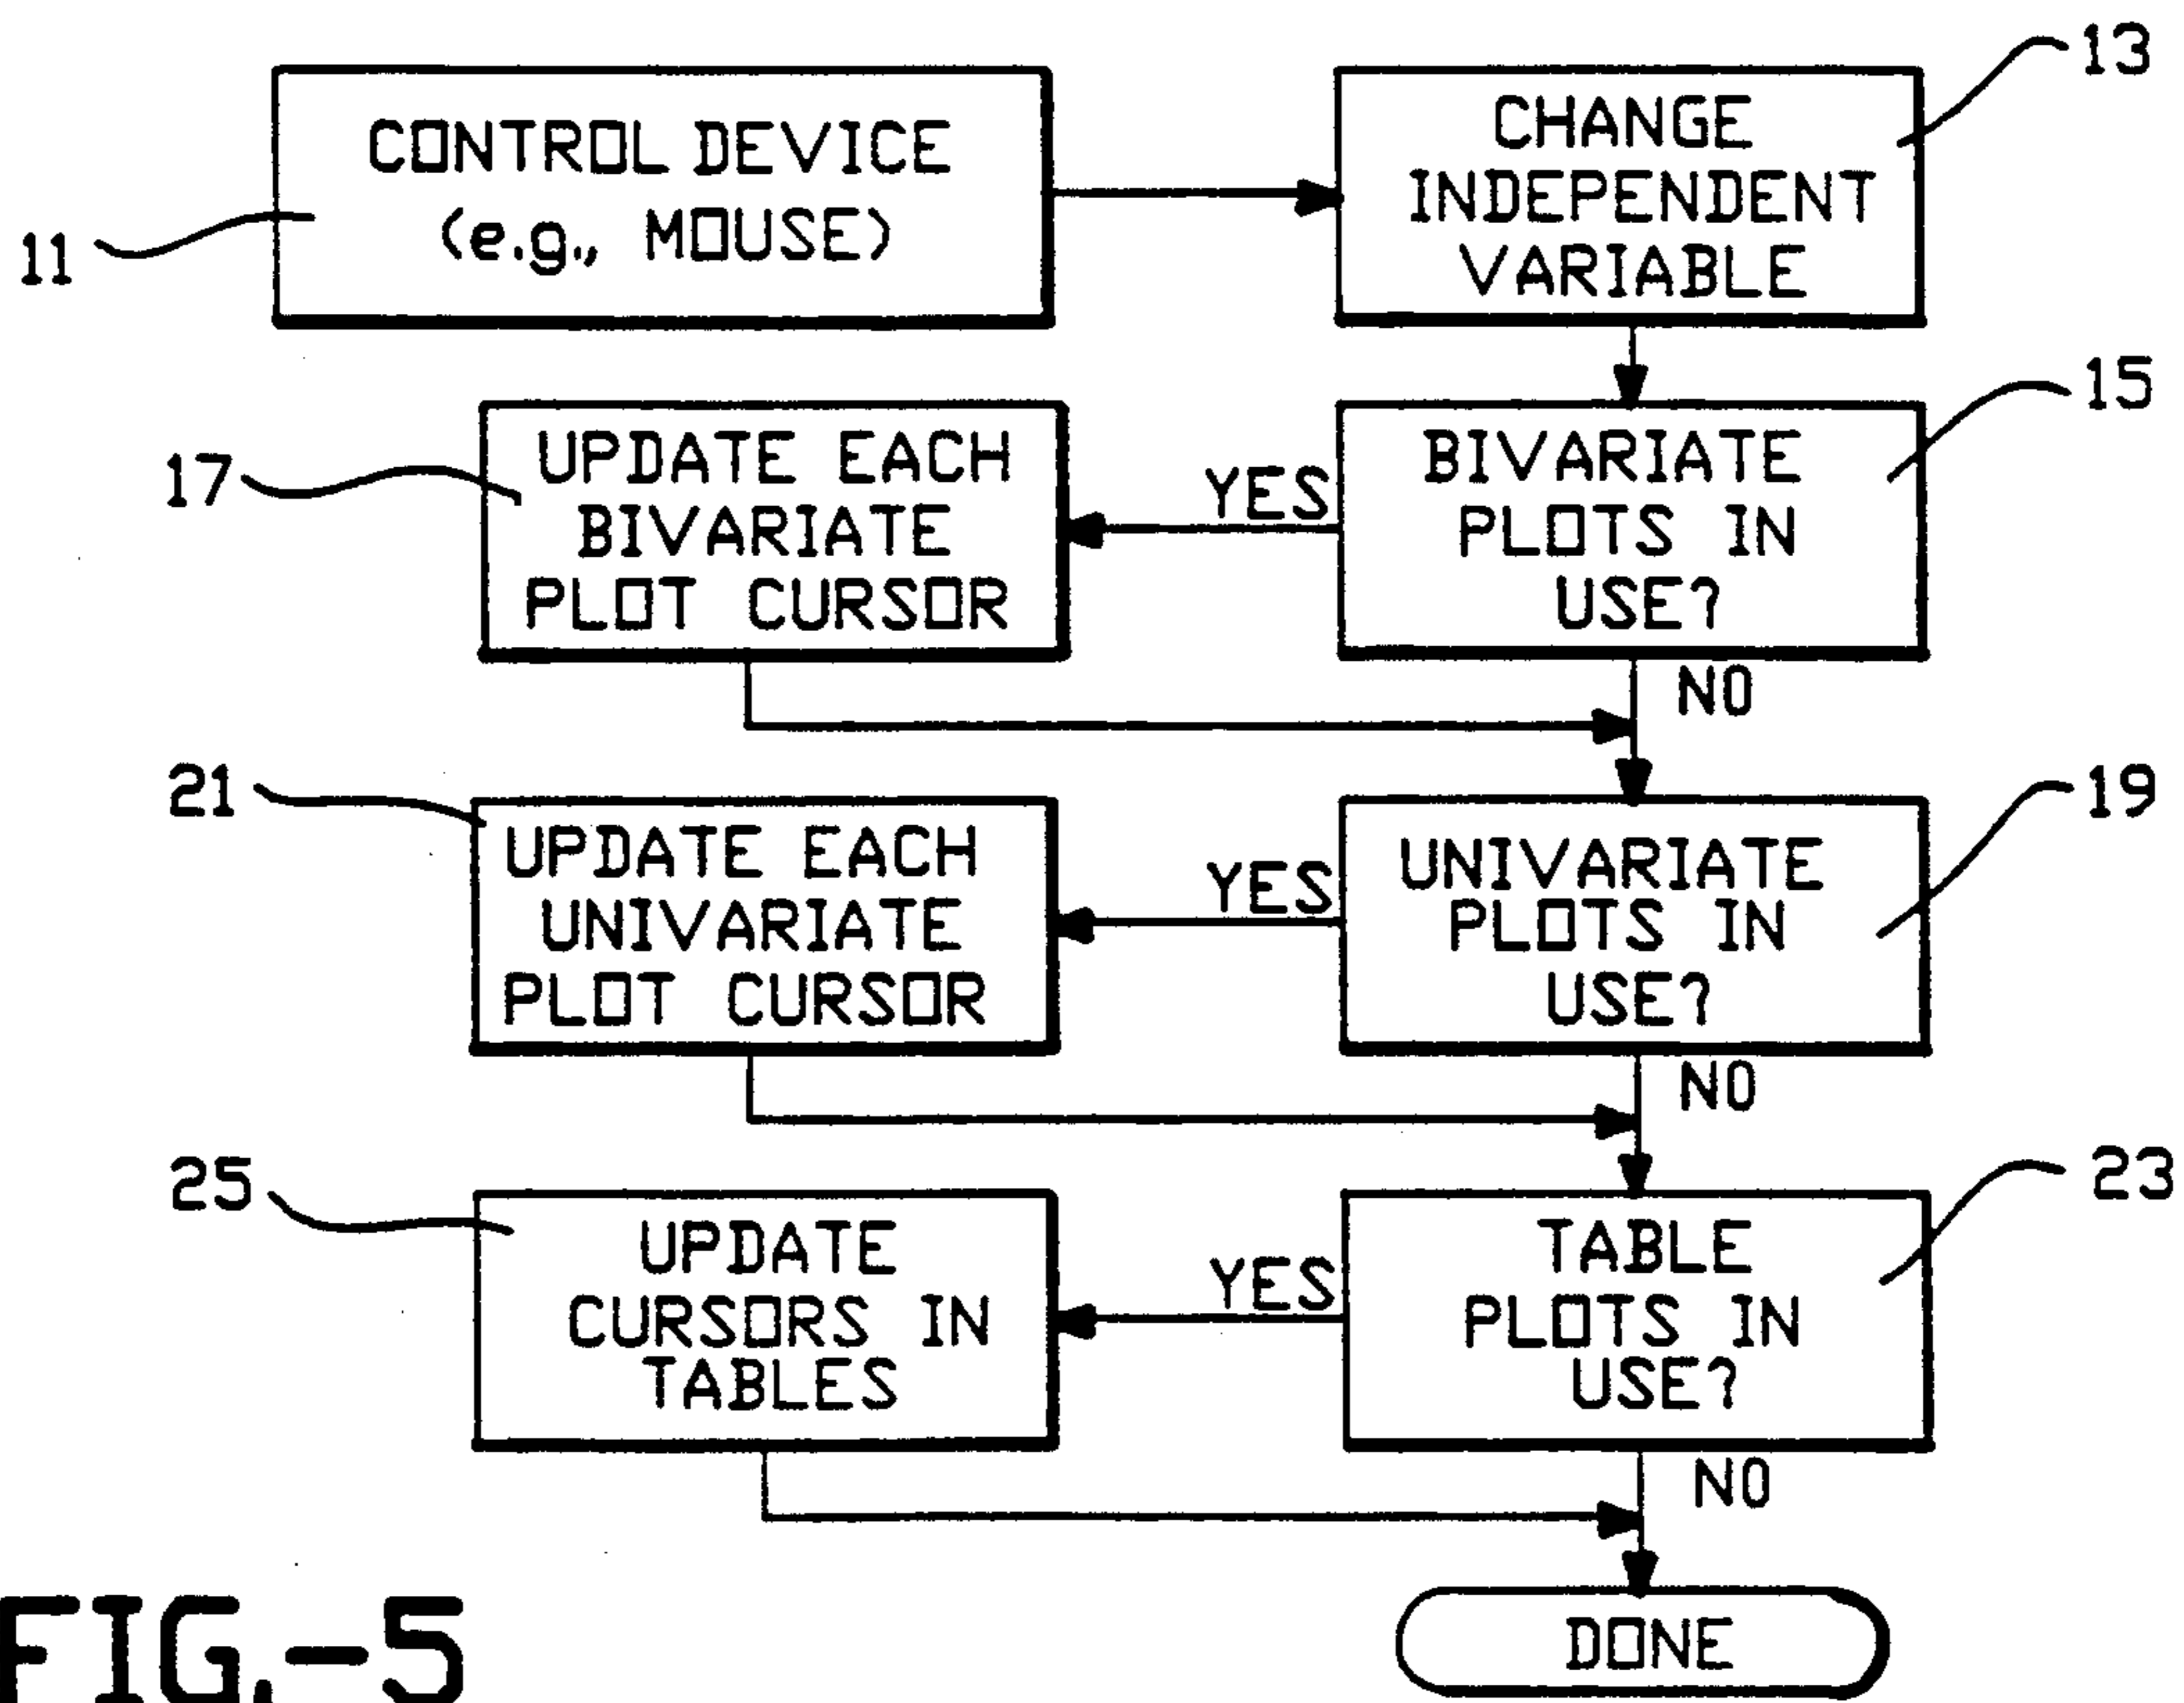 13
CONTROL DEVICE
(e.g., MOUSE)
11
CHANGE
INDEPENDENT
VARIABLE
15
17
UPDATE EACH
BIVARIATE
PLOT CURSOR
YES
BIVARIATE
PLOTS IN
USE?
NO
21
19
UPDATE EACH
UNIVARIATE
PLOT CURSOR
YES
UNIVARIATE
PLOTS IN
USE?
NO
25
23
UPDATE
CURSORS IN
TABLES
YES
TABLE
PLOTS IN
USE?
NO
DONE
FIG.-5